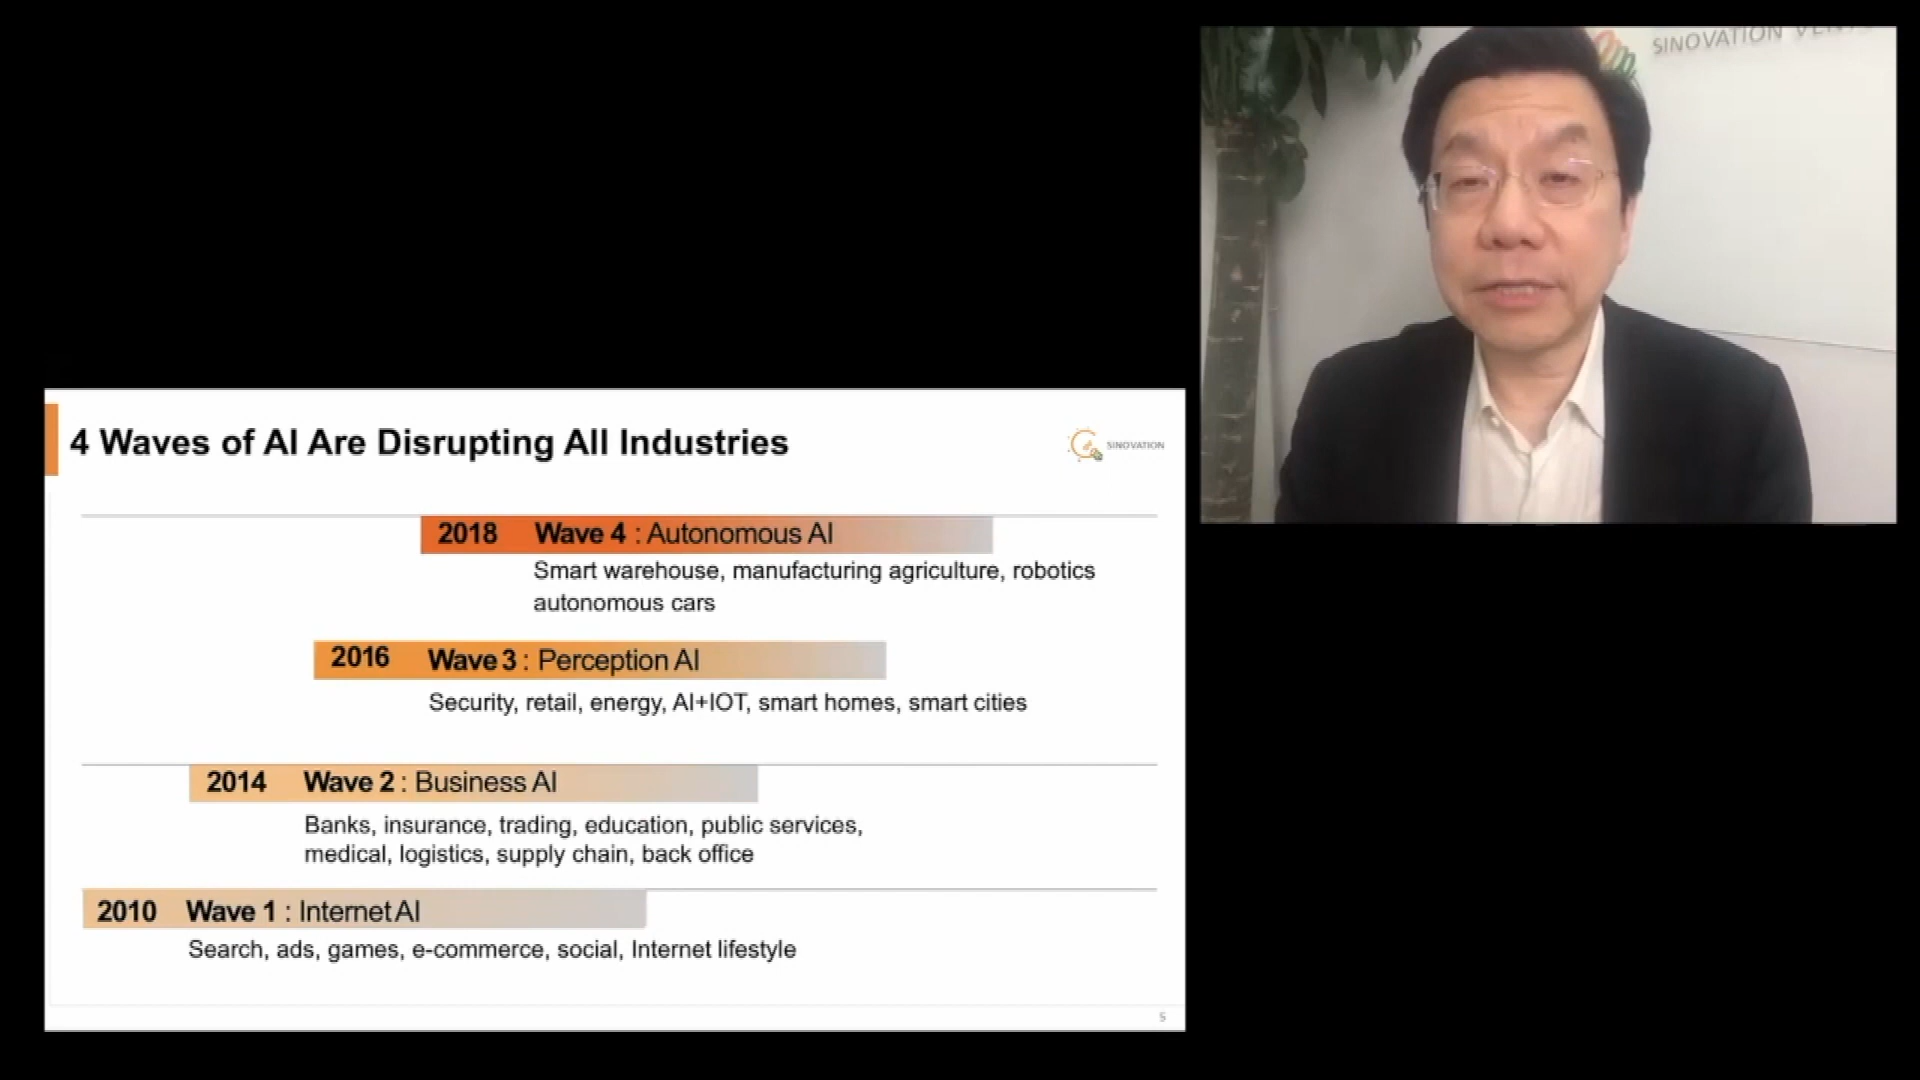 SINOVATION
4 Waves of AI Are Disrupting All Industries
SINOVATION
2018 Wave 4 : Autonomous AI
Smart warehouse, manufacturing agriculture, robotics
autonomous cars
2016 Wave 3 : Perception AI
Security, retail, energy, AI+IOT, smart homes, smart cities
2014 Wave 2 : Business AI
Banks, insurance, trading, education, public services,
medical, logistics, supply chain, back office
2010 Wave 1 : Internet AI
Search, ads, games, e-commerce, social, Internet lifestyle
5